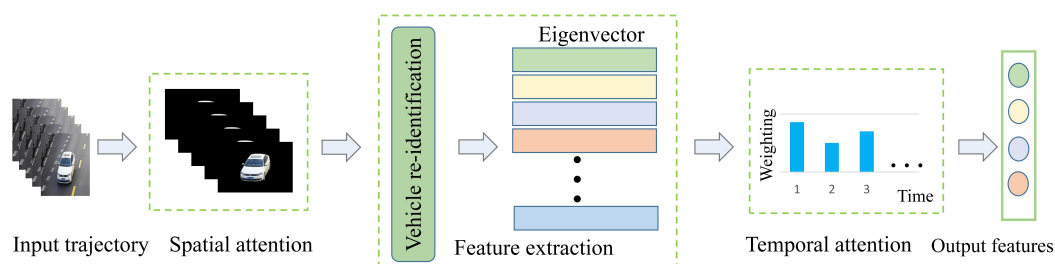 Input trajectory
Spatial attention
Vehicle re-identification
Eigenvector
Feature extraction
Weighting
1 2 3
Time
Temporal attention
Output features